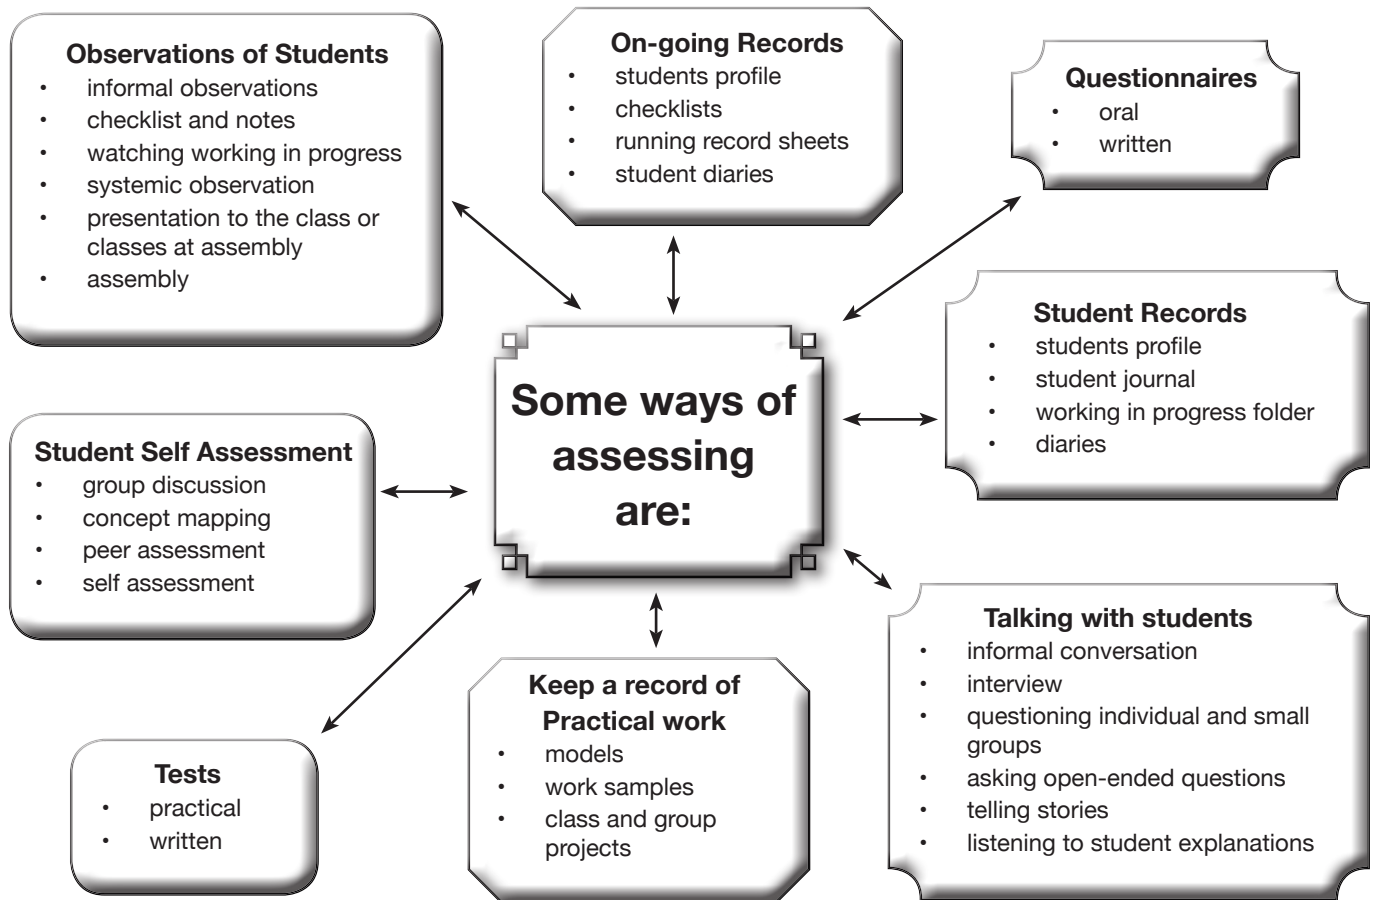 Observations of Students
• informal observations
• checklist and notes
• watching working in progress
• systemic observation
• presentation to the class or
classes at assembly
• assembly
On-going Records
• students profile
• checklists
• running record sheets
• student diaries
Questionnaires
• oral
• written
Student Records
• students profile
• student journal
• working in progress folder
• diaries
Some ways of
assessing
are:
Student Self Assessment
• group discussion
• concept mapping
• peer assessment
• self assessment
Talking with students
• informal conversation
• interview
• questioning individual and small
groups
• asking open-ended questions
• telling stories
• listening to student explanations
Keep a record of
Practical work
• models
• work samples
• class and group
projects
Tests
• practical
• written